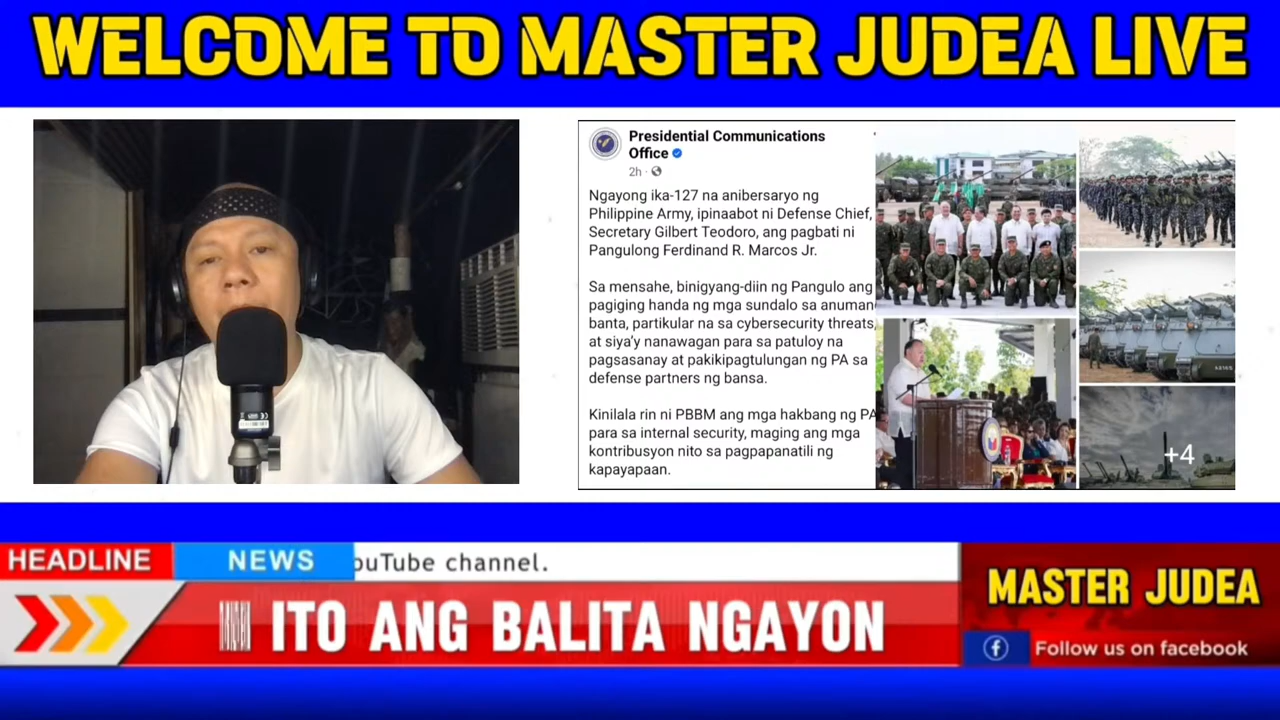 WELCOME TO MASTER JUDEA LIVE
Presidential Communications
Office
2h
Ngayong ika-127 na anibersaryo ng
Philippine Army, ipinaabot ni Defense Chief,
Secretary Gilbert Teodoro, ang pagbati ni
Pangulong Ferdinand R. Marcos Jr.
Sa mensahe, binigyang-diin ng Pangulo ang
pagiging handa ng mga sundalo sa anuman
banta, partikular na sa cybersecurity threats,
at siya'y nanawagan para sa patuloy na
pagsasanay at pakikipagtulungan ng PA sa
defense partners ng bansa.
Kinilala rin ni PBBM ang mga hakbang ng PA
para sa internal security, maging ang mga
kontribusyon nito sa pagpapanatili ng
kapayapaan.
+4
HEADLINE NEWS ouTube channel.
ITO ANG BALITA NGAYON
MASTER JUDEA
Follow us on facebook